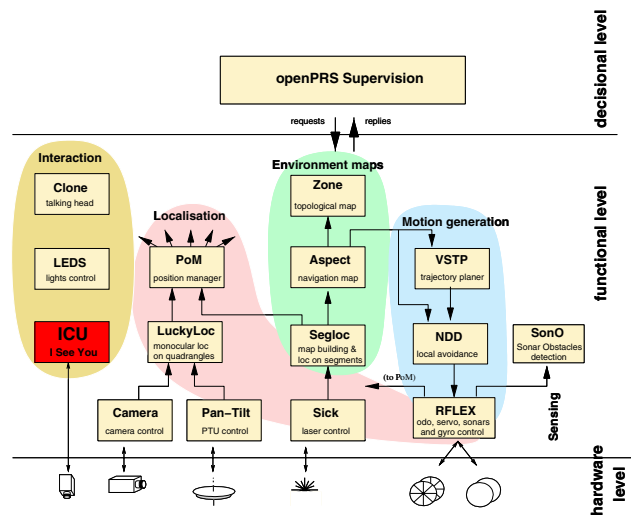 openPRS Supervision
decisional level
requests
replies
Interaction
Environment maps
Clone
talking head
Zone
topological map
Localisation
Motion generation
functional level
LEDS
lights control
PoM
position manager
Aspect
navigation map
VSTP
trajectory planer
ICU
I See You
LuckyLoc
monocular loc
on quadrangles
Segloc
map building &
loc on segments
NDD
local avoidance
SonO
Sonar Obstacles
detection
(to PoM)
Camera
camera control
Pan-Tilt
PTU control
Sick
laser control
RFLEX
odo, servo, sonars
and gyro control
Sensing
hardware
level